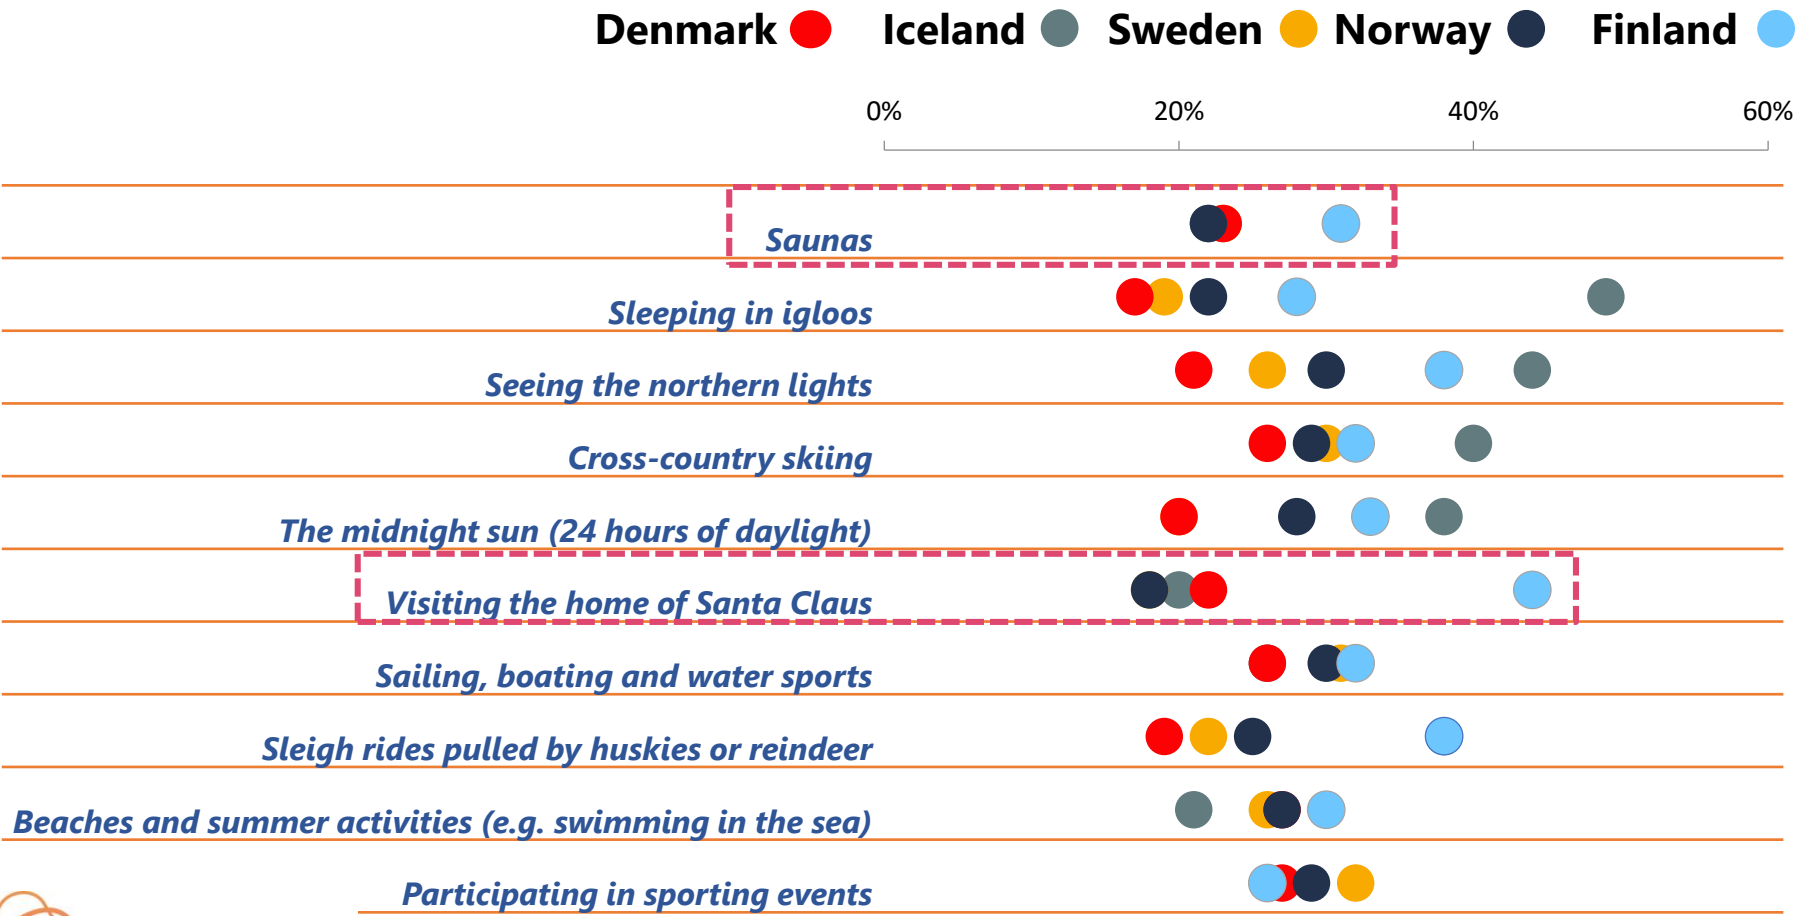 Denmark Iceland Sweden Norway Finland
0% 20% 40% 60%
Saunas
Sleeping in igloos
Seeing the northern lights
Cross-country skiing
The midnight sun (24 hours of daylight)
Visiting the home of Santa Claus
Sailing, boating and water sports
Sleigh rides pulled by huskies or reindeer
Beaches and summer activities (e.g. swimming in the sea)
Participating in sporting events